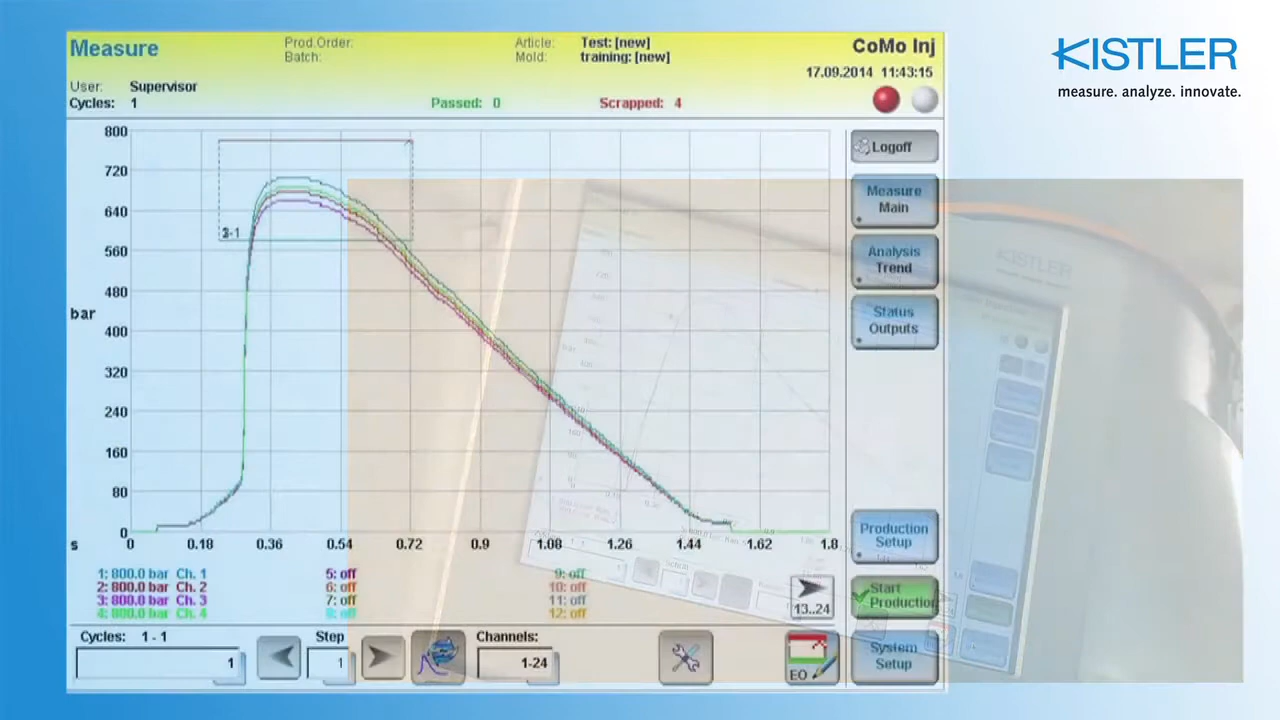 Measure
Prod.Order:
Batch:
Article: Test: [new]
Mold: training: [new]
CoMo Inj
17.09.2014 11:43:15
User: Supervisor
Cycles: 1
Passed: 0
Scrapped: 4
KISTLER
measure. analyze. innovate.
800
720
640
560
480
400
320
240
160
80
0
bar
s
0 0.18 0.36 0.54 0.72 0.9 1.08 1.26 1.44 1.62 1.8
Logoff
Measure
Main
Analysis
Trend
Status
Outputs
Production
Setup
Start
Production
System
Setup
KISTLER
1: 800.0 bar Ch. 1
2: 800.0 bar Ch. 2
3: 800.0 bar Ch. 3
4: 800.0 bar Ch. 4
5: off
6: off
7: off
8: off
9: off
10: off
11: off
12: off
13..24
Cycles: 1 - 1
1
Step
1
Channels:
1-24
EO